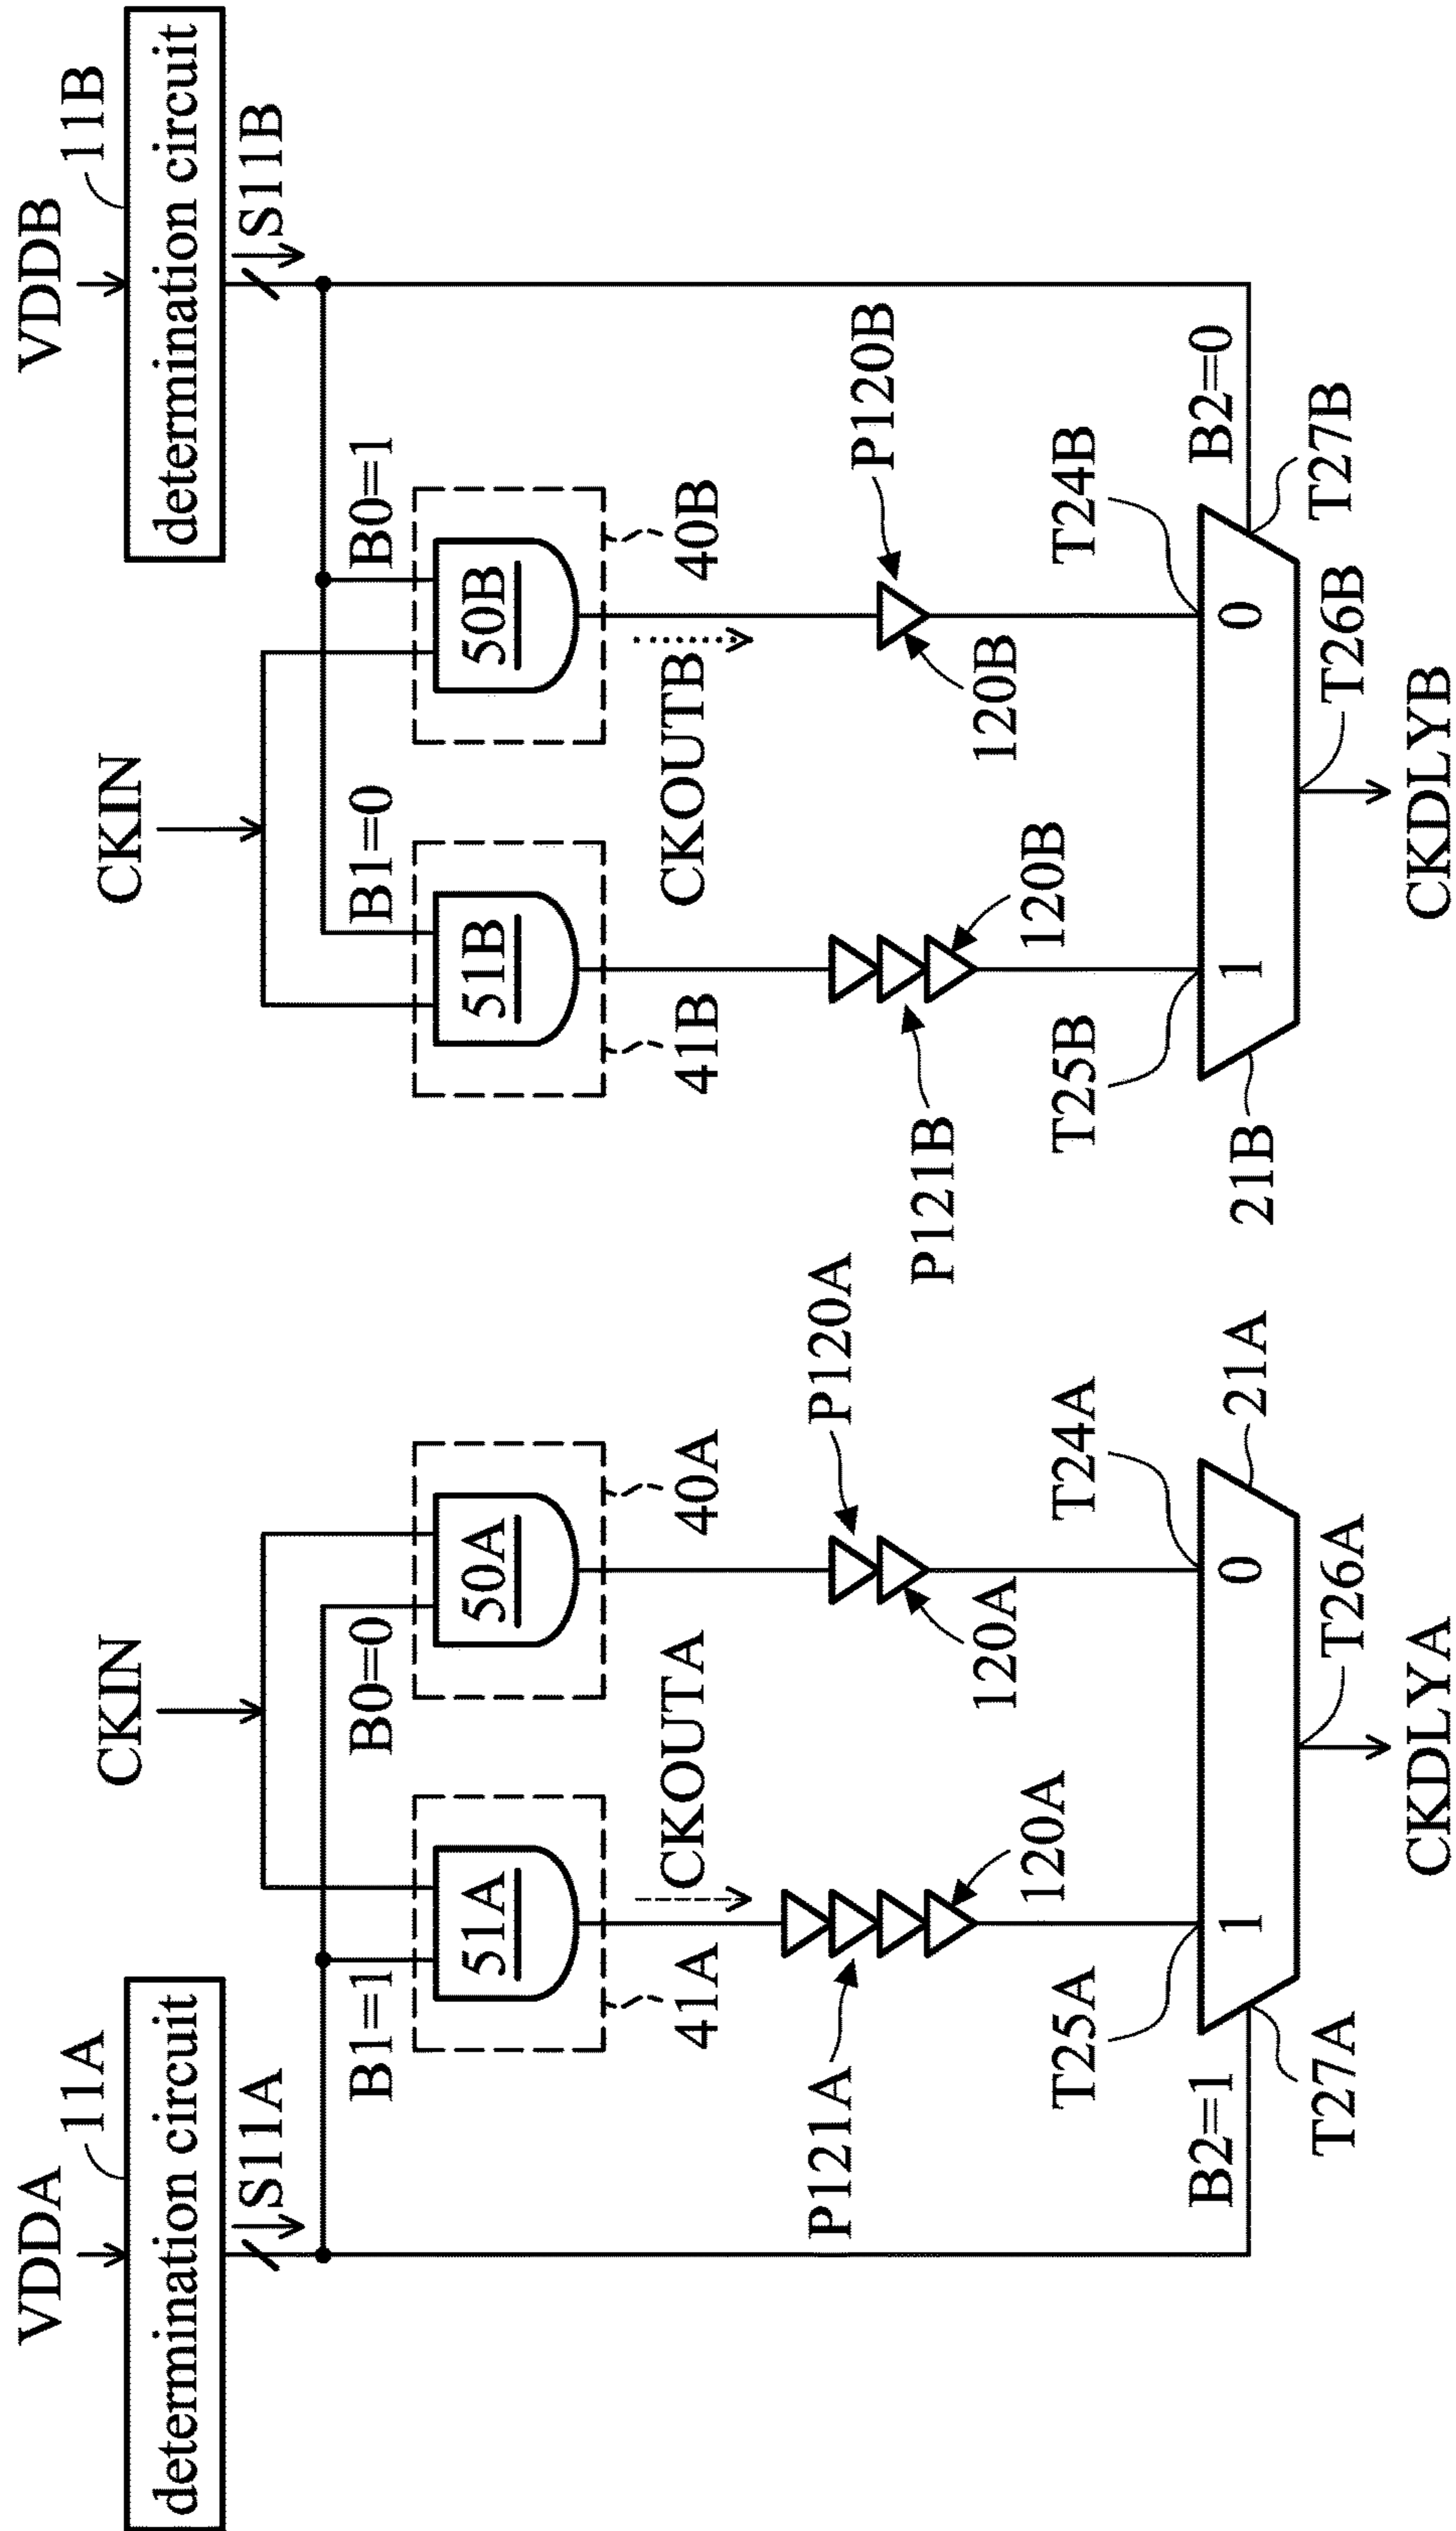 VDDA
11A
determination circuit
S11A
CKIN
B1=1
B0=0
51A
50A
41A
40A
CKOUTA
P121A
120A
P120A
120A
T25A
T24A
B2=1
1
0
21A
T27A
T26A
CKDLYA
VDDB
11B
determination circuit
S11B
CKIN
B1=0
B0=1
51B
50B
41B
40B
CKOUTB
P121B
120B
P120B
120B
T25B
T24B
B2=0
1
0
21B
T27B
T26B
CKDLYB